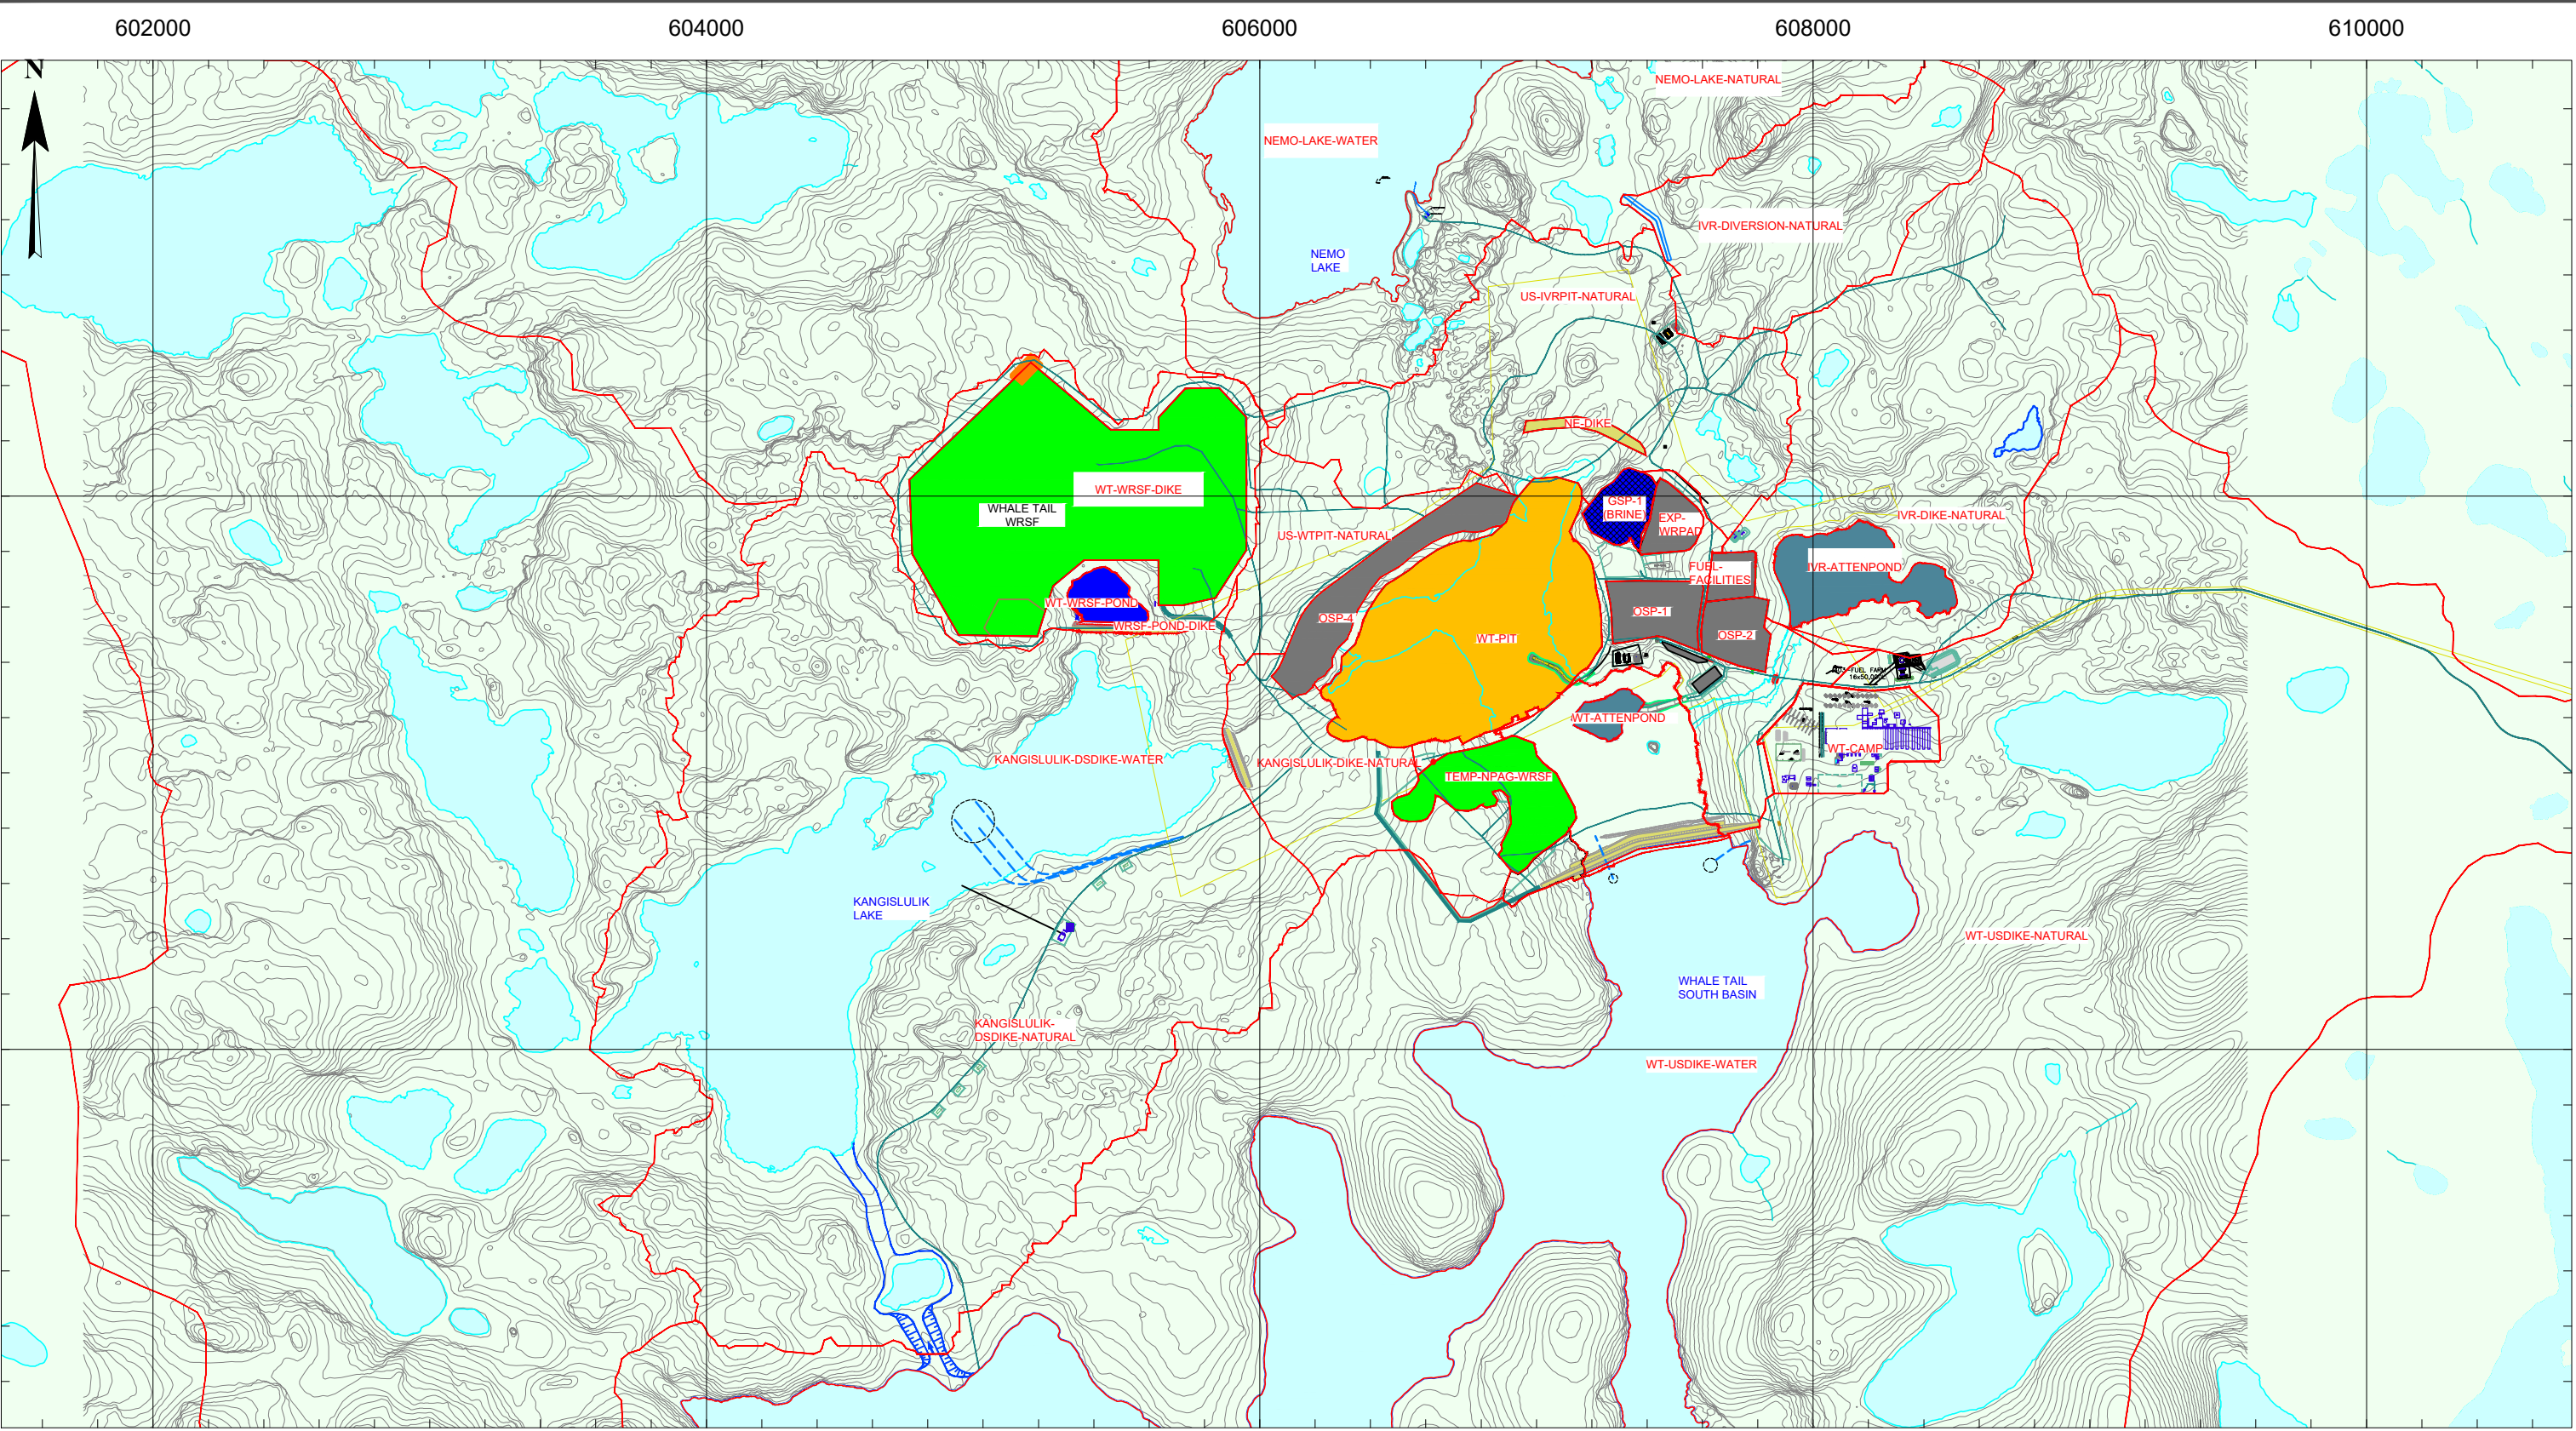 602000
604000
606000
608000
610000
N
NEMO-LAKE-NATURAL
NEMO-LAKE-WATER
IVR-DIVERSION-NATURAL
NEMO
LAKE
US-IVRPIT-NATURAL
NE-DIKE
WT-WRSF-DIKE
WHALE TAIL
WRSF
GSP-1
(BRINE)
EXP-
WRPAD
IVR-DIKE-NATURAL
US-WTPIT-NATURAL
FUEL-
FACILITIES
IVR-ATTENPOND
WT-WRSF-POND
WRSF-POND-DIKE
OSP-4
OSP-1
OSP-2
WT-PIT
WT-ATTENPOND
WT-CAMP
KANGISLULIK-DSDIKE-WATER
KANGISLULIK-DIKE-NATURAL
TEMP-NPAG-WRSF
KANGISLULIK
LAKE
WT-USDIKE-NATURAL
WHALE TAIL
SOUTH BASIN
KANGISLULIK-
DSDIKE-NATURAL
WT-USDIKE-WATER